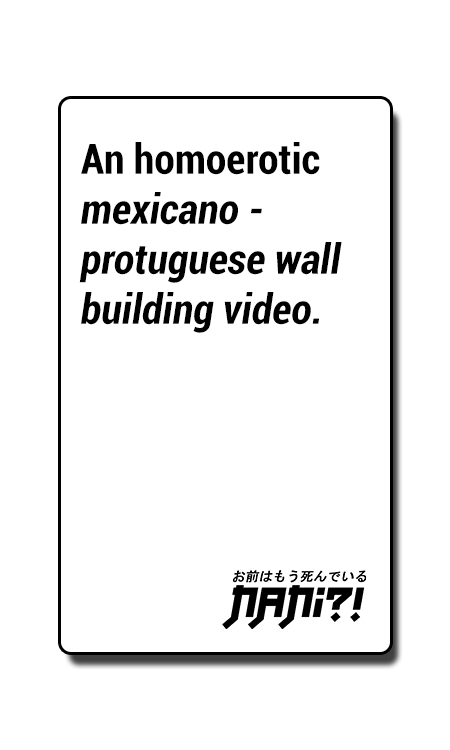 An homoerotic
mexicano -
protuguese wall
building video.
お前はもう死んでいる
NANi?!